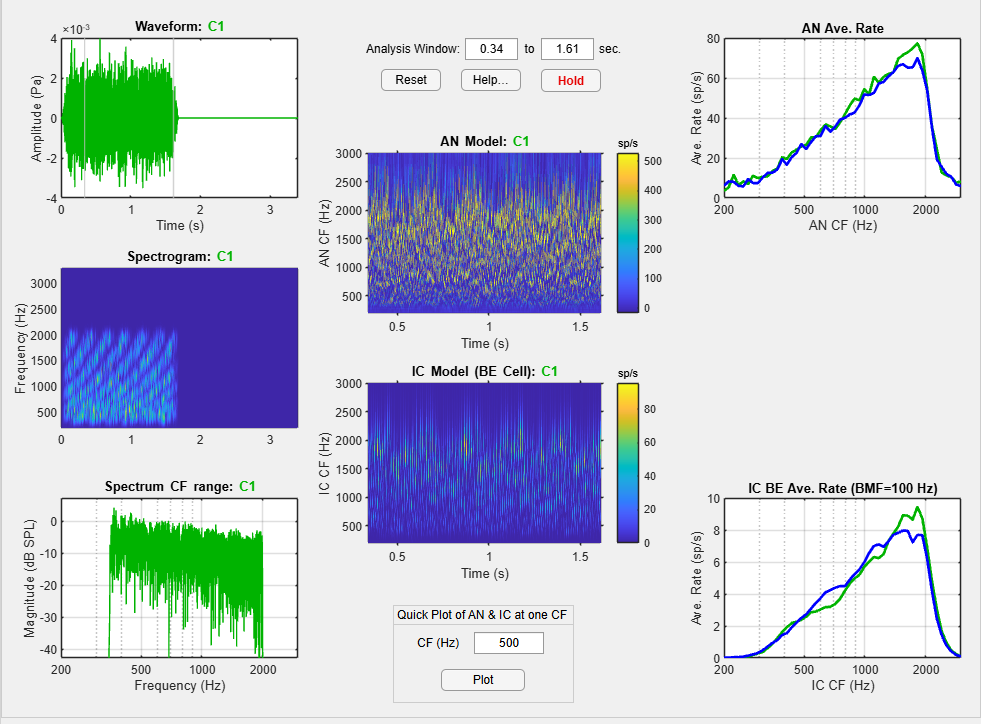 Waveform: C1
×10⁻³
Amplitude (Pa)
4
2
0
-2
-4
0
1
2
3
Time (s)
Analysis Window: 0.34 to 1.61 sec.
Reset Help... Hold
AN Ave. Rate
Ave. Rate (sp/s)
80
60
40
20
0
200
500
1000
2000
AN CF (Hz)
AN Model: C1
sp/s
AN CF (Hz)
3000
2500
2000
1500
1000
500
0.5
1
1.5
Time (s)
500
400
300
200
100
0
Spectrogram: C1
Frequency (Hz)
3000
2500
2000
1500
1000
500
0
1
2
3
IC Model (BE Cell): C1
sp/s
IC CF (Hz)
3000
2500
2000
1500
1000
500
0.5
1
1.5
Time (s)
80
60
40
20
0
Spectrum CF range: C1
Magnitude (dB SPL)
0
-10
-20
-30
-40
200
500
1000
2000
Frequency (Hz)
Quick Plot of AN & IC at one CF
CF (Hz) 500
Plot
IC BE Ave. Rate (BMF=100 Hz)
Ave. Rate (sp/s)
10
8
6
4
2
0
200
500
1000
2000
IC CF (Hz)